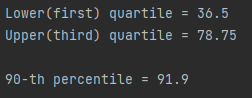 Lower(first) quartile = 36.5
Upper(third) quartile = 78.75
90-th percentile = 91.9